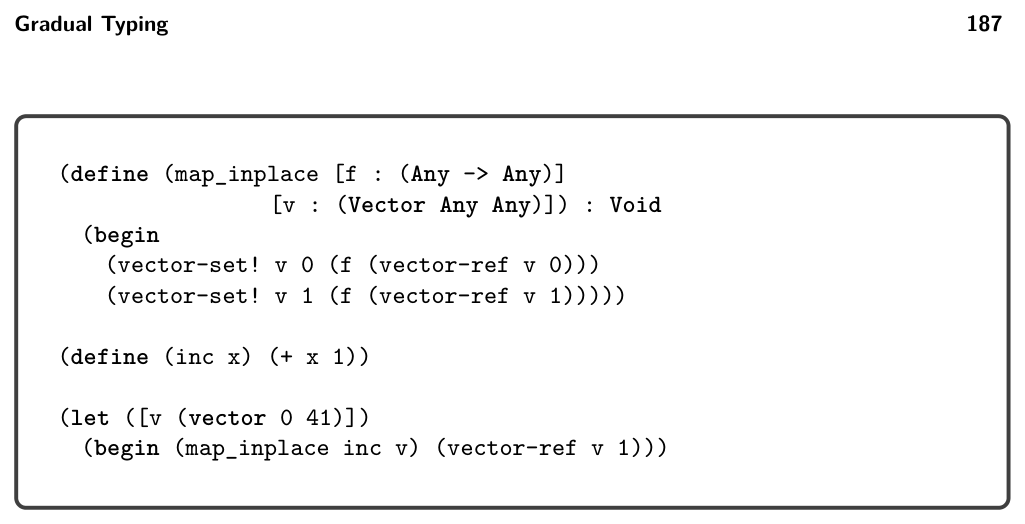 Gradual Typing 187
(define (map_inplace [f : (Any -> Any)]
                  [v : (Vector Any Any)]) : Void
  (begin
    (vector-set! v 0 (f (vector-ref v 0)))
    (vector-set! v 1 (f (vector-ref v 1)))))
(define (inc x) (+ x 1))
(let ([v (vector 0 41)])
  (begin (map_inplace inc v) (vector-ref v 1)))